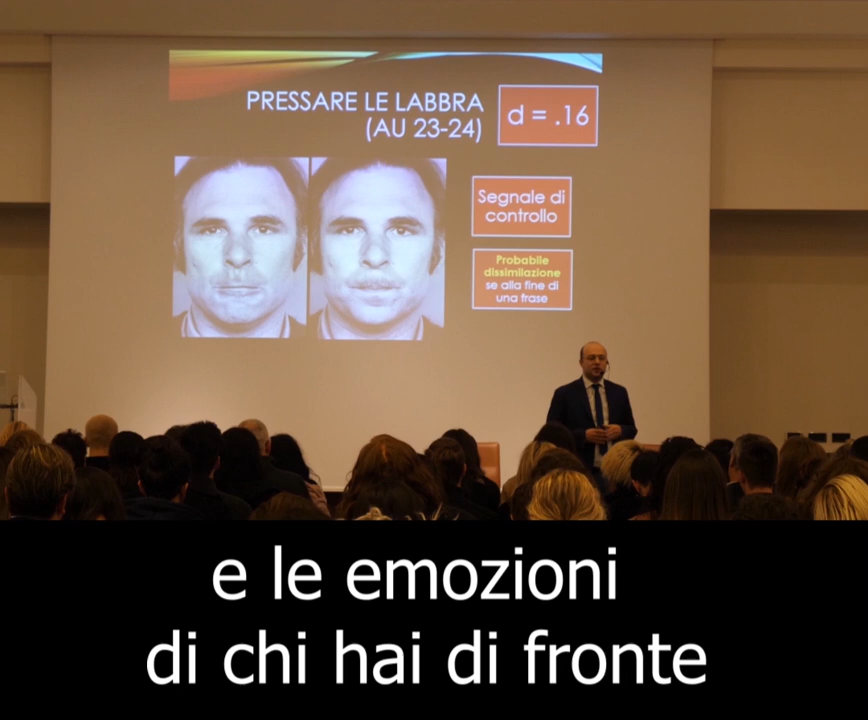 PRESSARE LE LABBRA
(AU 23-24)
d = .16
Segnale di
controllo
Probabile
dissimilazione
se alla fine di
una frase
e le emozioni
di chi hai di fronte